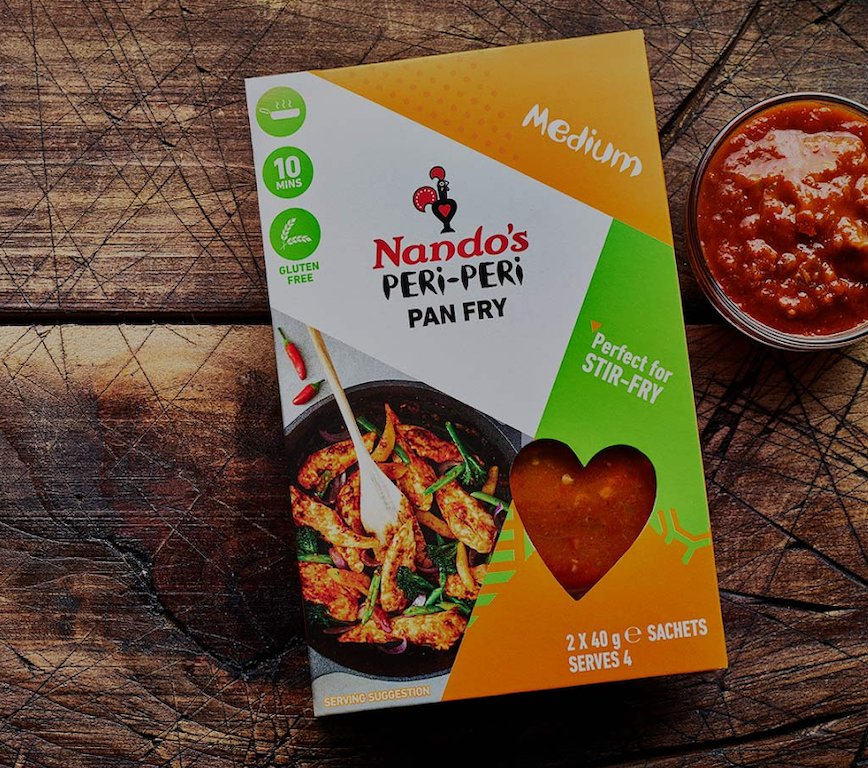 Medium
10
MINS
GLUTEN
FREE
Nando's
PERi-PERi
PAN FRY
Perfect for
STIR-FRY
2 X 40 g ℮ SACHETS
SERVES 4
SERVING SUGGESTION